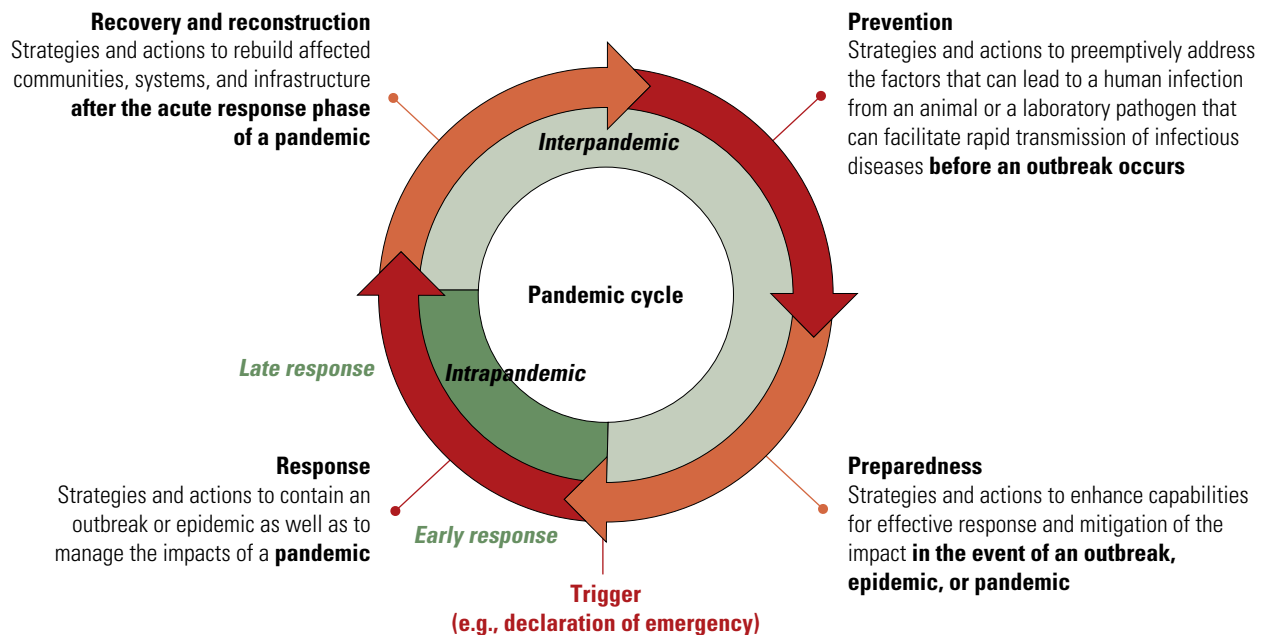 Recovery and reconstruction
Strategies and actions to rebuild affected
communities, systems, and infrastructure
after the acute response phase
of a pandemic
Prevention
Strategies and actions to preemptively address
the factors that can lead to a human infection
from an animal or a laboratory pathogen that
can facilitate rapid transmission of infectious
diseases before an outbreak occurs
Interpandemic
Pandemic cycle
Late response
Intrapandemic
Response
Strategies and actions to contain an
outbreak or epidemic as well as to
manage the impacts of a pandemic
Early response
Preparedness
Strategies and actions to enhance capabilities
for effective response and mitigation of the
impact in the event of an outbreak,
epidemic, or pandemic
Trigger
(e.g., declaration of emergency)